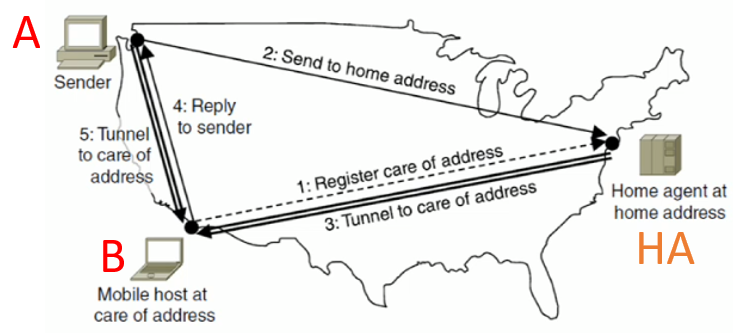 A
Sender
2: Send to home address
4: Reply
to sender
5: Tunnel
to care of
address
1: Register care of address
3: Tunnel to care of address
Home agent at
home address
HA
B
Mobile host at
care of address